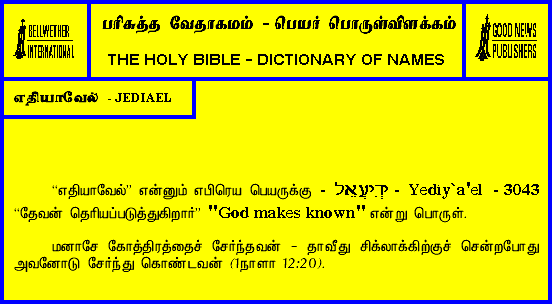 BELLWETHER
INTERNATIONAL
பரிசுத்த வேதாகமம் - பெயர் பொருள்விளக்கம்
THE HOLY BIBLE - DICTIONARY OF NAMES
GOOD NEWS
PUBLISHERS
எதியாவேல் - JEDIAEL
“எதியாவேல்” என்னும் எபிரெய பெயருக்கு - יְדִיעֲאֵל - Yediy`a'el - 3043
“தேவன் தெரியப்படுத்துகிறார்” "God makes known" என்று பொருள்.
மனாசே கோத்திரத்தைச் சேர்ந்தவன் - தாவீது சிக்லாக்கிற்குச் சென்றபோது
அவனோடு சேர்ந்து கொண்டவன் (1நாளா 12:20).